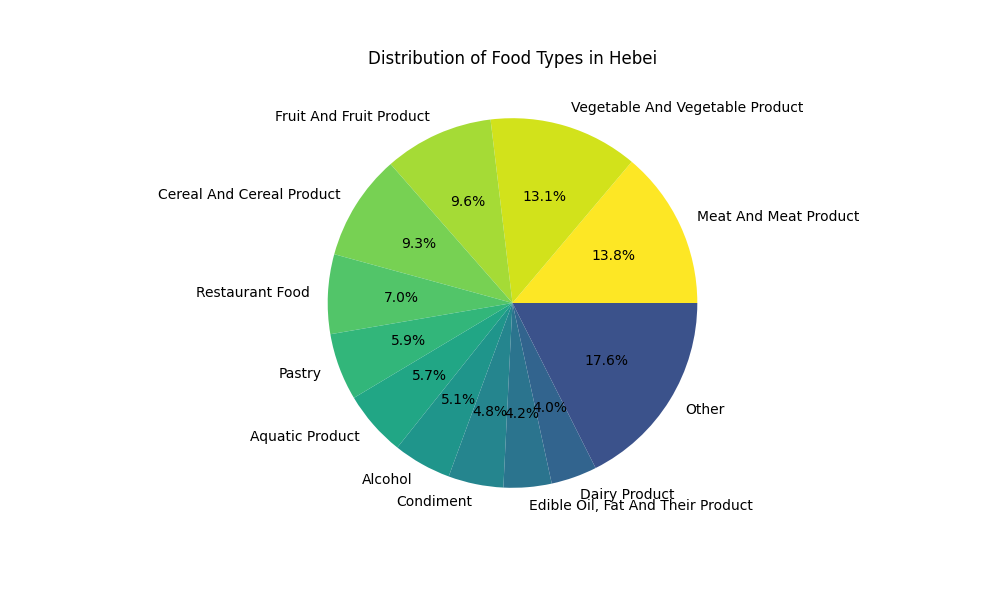 Distribution of Food Types in Hebei
Meat And Meat Product
13.8%
Vegetable And Vegetable Product
13.1%
Fruit And Fruit Product
9.6%
Cereal And Cereal Product
9.3%
Restaurant Food
7.0%
Pastry
5.9%
Aquatic Product
5.7%
Alcohol
5.1%
Condiment
4.8%
Edible Oil, Fat And Their Product
4.2%
Dairy Product
4.0%
Other
17.6%